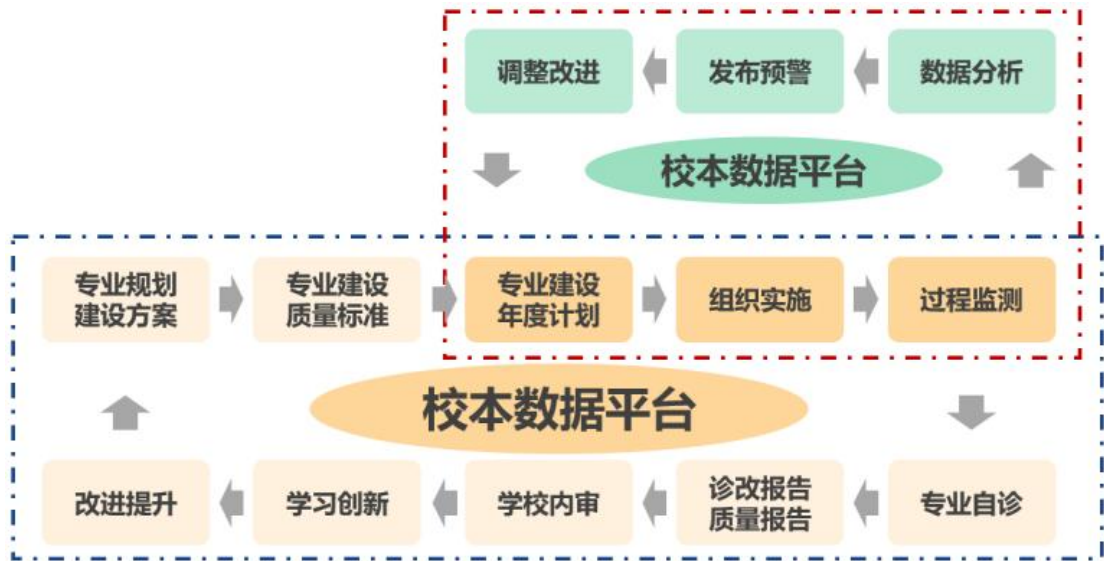 调整改进
发布预警
数据分析
校本数据平台
专业规划
建设方案
专业建设
质量标准
专业建设
年度计划
组织实施
过程监测
校本数据平台
改进提升
学习创新
学校内审
诊改报告
质量报告
专业自诊